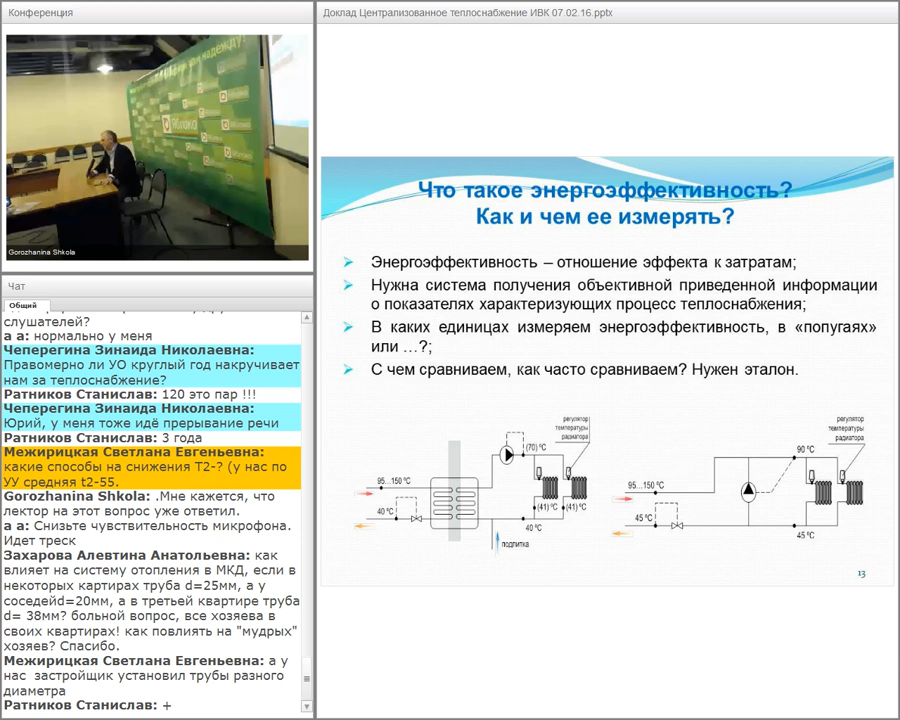 Конференция
Яблоко
Gorozhanina Shkola
Чат
Общий
слушателей?
а а: нормально у меня
Чеперегина Зинаида Николаевна:
Правомерно ли УО круглый год накручивает
нам за теплоснабжение?
Ратников Станислав: 120 это пар !!!
Чеперегина Зинаида Николаевна:
Юрий, у меня тоже идё прерывание речи
Ратников Станислав: 3 года
Межирицкая Светлана Евгеньевна:
какие способы на снижения Т2-? (у нас по
УУ средняя t2-55.
Gorozhanina Shkola: .Мне кажется, что
лектор на этот вопрос уже ответил.
а а: Снизьте чувствительность микрофона.
Идет треск
Захарова Алевтина Анатольевна: как
влияет на систему отопления в МКД, если в
некоторых картирах труба d=25мм, а у
соседейd=20мм, а в третьей квартире труба
d= 38мм? больной вопрос, все хозяева в
своих квартирах! как повлиять на "мудрых"
хозяев? Спасибо.
Межирицкая Светлана Евгеньевна: а у
нас застройщик установил трубы разного
диаметра
Ратников Станислав: +
Доклад Централизованное теплоснабжение ИВК 07.02.16.pptx
Что такое энергоэффективность?
Как и чем ее измерять?
Энергоэффективность – отношение эффекта к затратам;
Нужна система получения объективной приведенной информации
о показателях характеризующих процесс теплоснабжения;
В каких единицах измеряем энергоэффективность, в «попугаях»
или …?;
С чем сравниваем, как часто сравниваем? Нужен эталон.
регулятор
температуры
радиатора
(70) °C
95...150 °C
40 °C
(41) °C
(41) °C
40 °C
подпитка
регулятор
температуры
радиатора
90 °C
95...150 °C
45 °C
45 °C
13